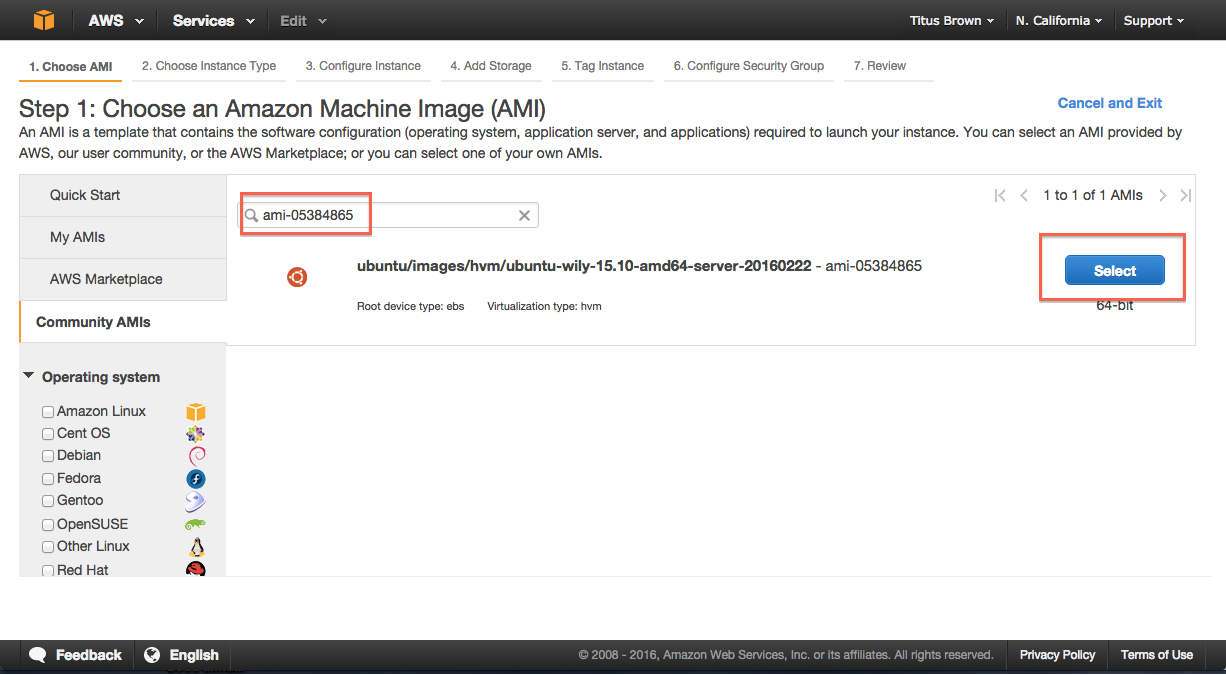 AWS Services Edit Titus Brown N. California Support
1. Choose AMI 2. Choose Instance Type 3. Configure Instance 4. Add Storage 5. Tag Instance 6. Configure Security Group 7. Review
Step 1: Choose an Amazon Machine Image (AMI)
Cancel and Exit
An AMI is a template that contains the software configuration (operating system, application server, and applications) required to launch your instance. You can select an AMI provided by
AWS, our user community, or the AWS Marketplace; or you can select one of your own AMIs.
Quick Start
My AMIs
AWS Marketplace
Community AMIs
Operating system
Amazon Linux
Cent OS
Debian
Fedora
Gentoo
OpenSUSE
Other Linux
Red Hat
ami-05384865
1 to 1 of 1 AMIs
ubuntu/images/hvm/ubuntu-wily-15.10-amd64-server-20160222 - ami-05384865
Root device type: ebs Virtualization type: hvm
Select
64-bit
Feedback English © 2008 - 2016, Amazon Web Services, Inc. or its affiliates. All rights reserved. Privacy Policy Terms of Use